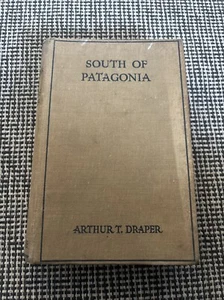 SOUTH OF
PATAGONIA
ARTHUR T. DRAPER